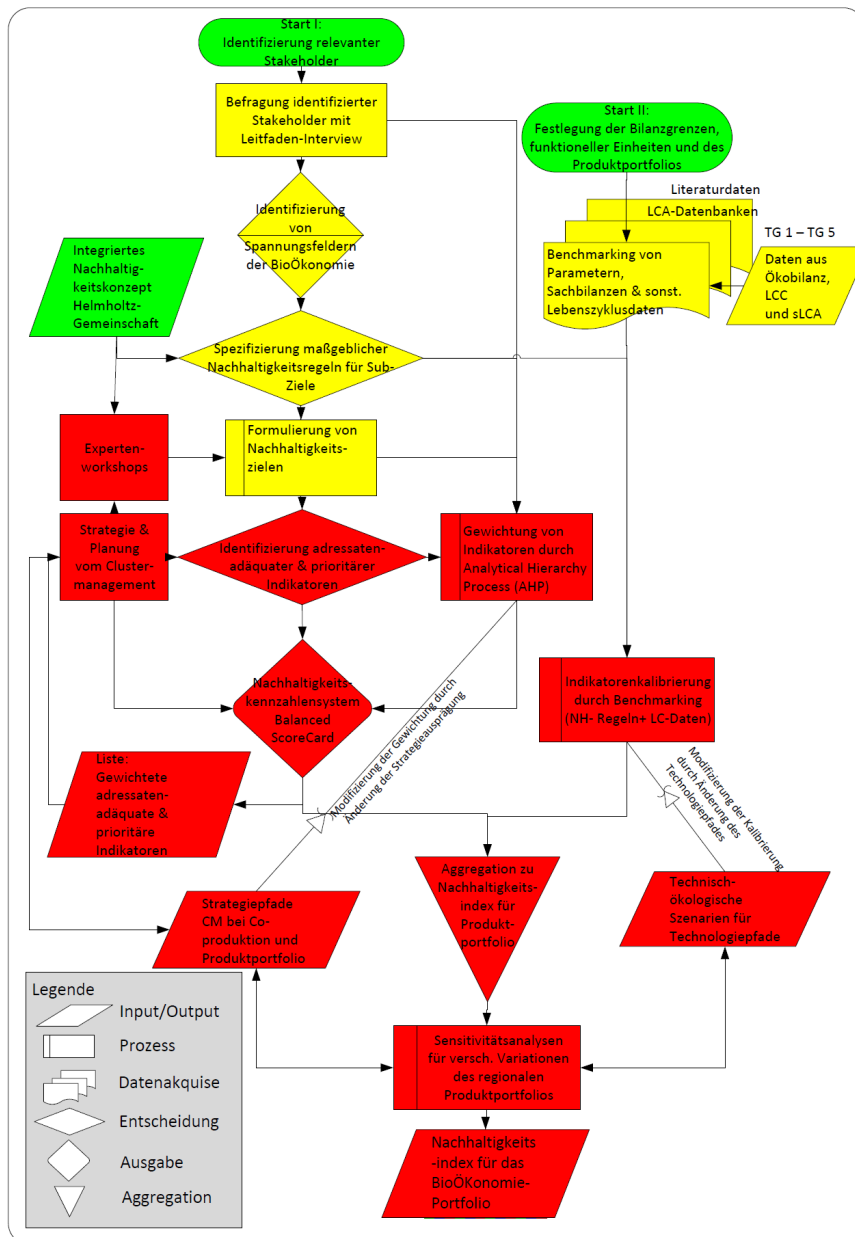 Start I:
Identifizierung relevanter
Stakeholder
Befragung identifizierter
Stakeholder mit
Leitfaden-Interview
Start II:
Festlegung der Bilanzgrenzen,
funktioneller Einheiten und des
Produktportfolios
Identifizierung
von
Spannungsfeldern
der BioÖkonomie
Literaturdaten
LCA-Datenbanken
Benchmarking von
Parametern,
Sachbilanzen & sonst.
Lebenszyklusdaten
TG 1 – TG 5
Daten aus
Ökobilanz,
LCC
und sLCA
Integriertes
Nachhaltig-
keitskonzept
Helmholtz-
Gemeinschaft
Spezifizierung maßgeblicher
Nachhaltigkeitsregeln für Sub-
Ziele
Experten-
workshops
Formulierung von
Nachhaltigkeits-
zielen
Strategie &
Planung
vom Cluster-
management
Identifizierung adressaten-
adäquater & prioritärer
Indikatoren
Gewichtung von
Indikatoren durch
Analytical Hierarchy
Process (AHP)
Nachhaltigkeits-
kennzahlensystem
Balanced
ScoreCard
Indikatorenkalibrierung
durch Benchmarking
(NH- Regeln+ LC-Daten)
Modifizierung der Gewichtung durch
Änderung der Strategieausprägung
Modifizierung der Kalibrierung
durch Änderung des
Technologiepfades
Liste:
Gewichtete
adressaten-
adäquate &
prioritäre
Indikatoren
Aggregation zu
Nachhaltigkeits-
index für
Produkt-
portfolio
Strategiepfade
CM bei Co-
produktion und
Produktportfolio
Technisch-
ökologische
Szenarien für
Technologiepfade
Sensitivitätsanalysen
für versch. Variationen
des regionalen
Produktportfolios
Nachhaltigkeits
-index für das
BioÖKonomie-
Portfolio
Legende
Input/Output
Prozess
Datenakquise
Entscheidung
Ausgabe
Aggregation